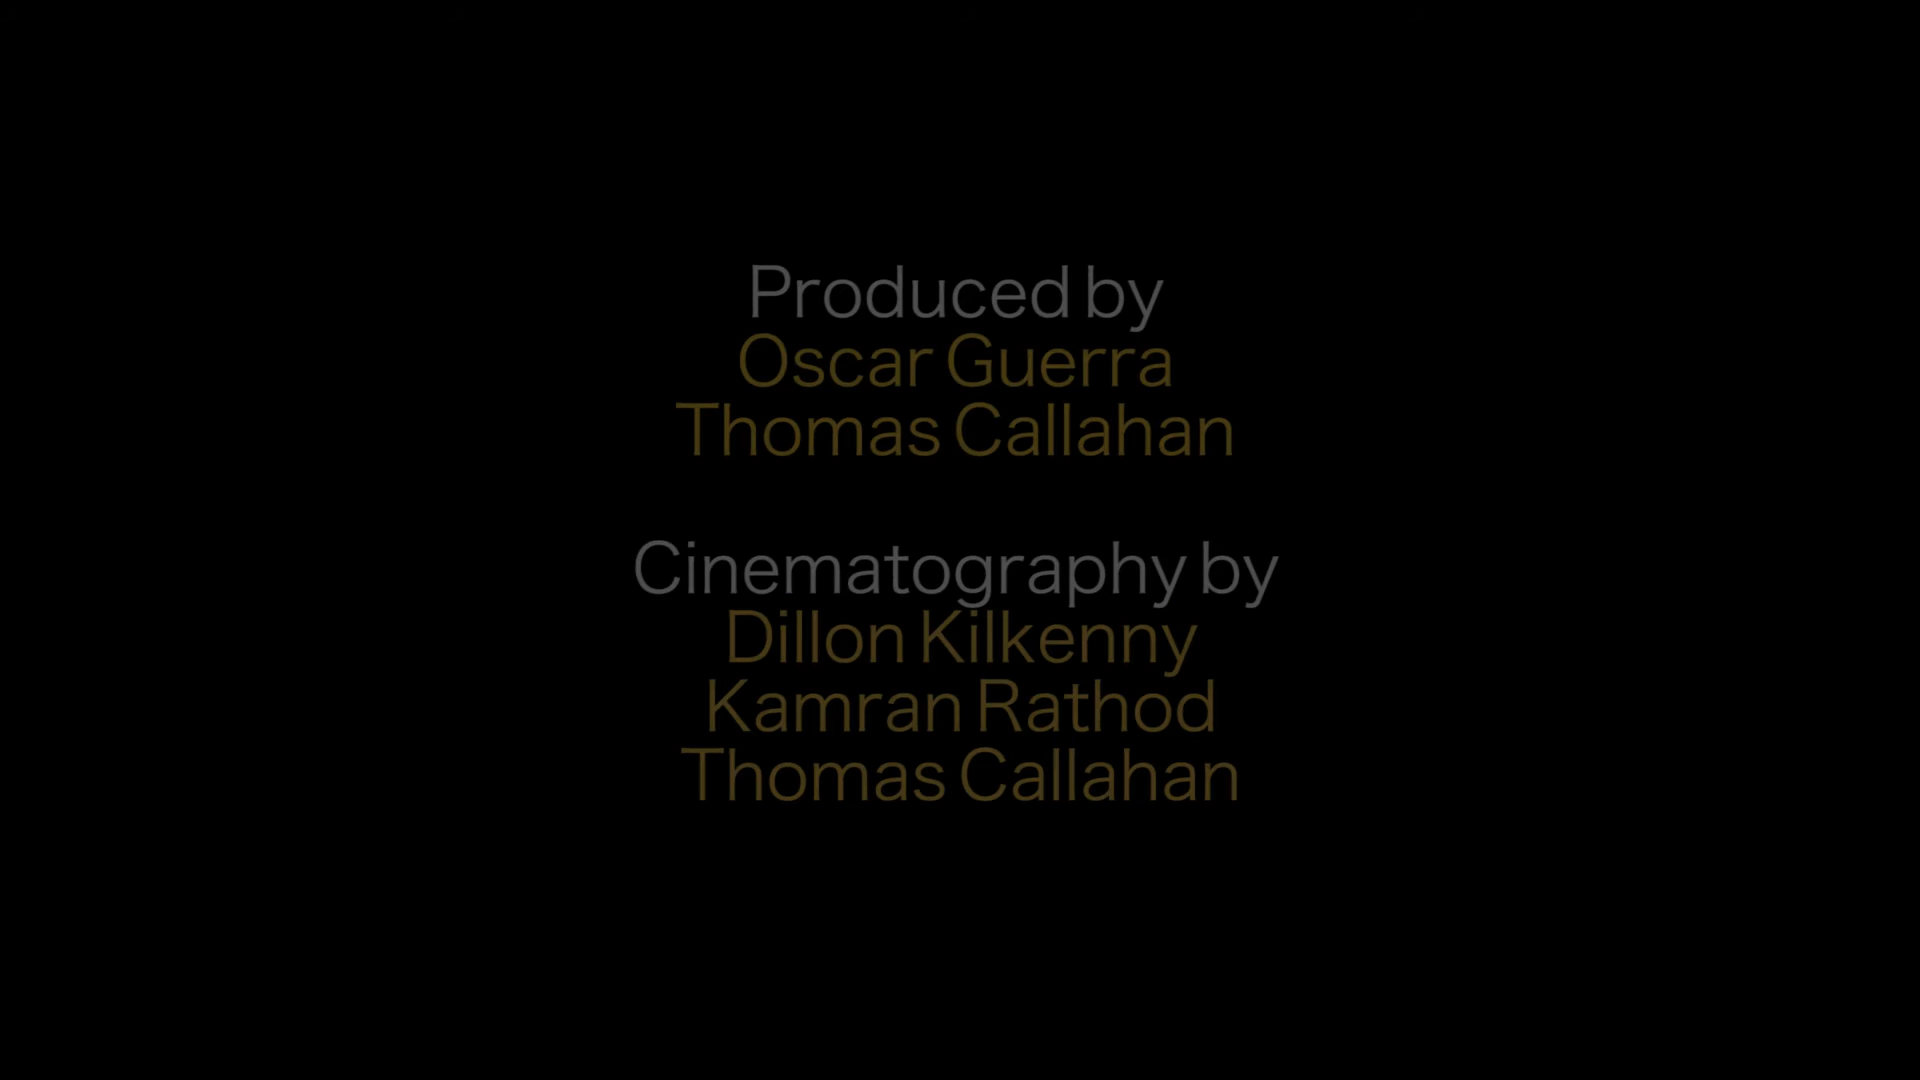 Produced by
Oscar Guerra
Thomas Callahan
Cinematography by
Dillon Kilkenny
Kamran Rathod
Thomas Callahan